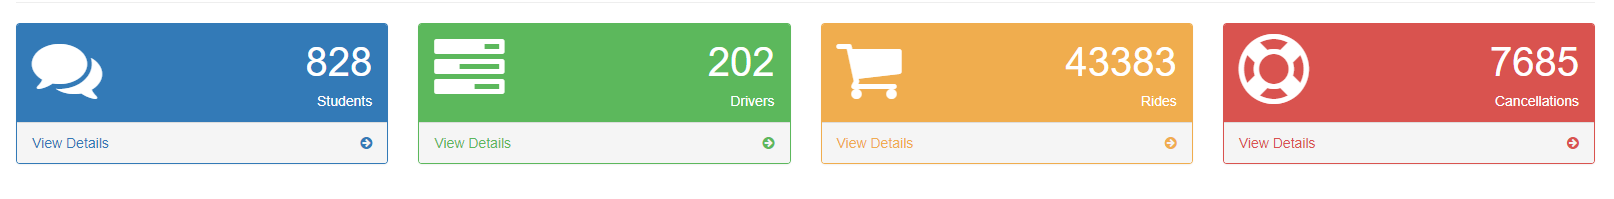 828
Students
View Details
202
Drivers
View Details
43383
Rides
View Details
7685
Cancellations
View Details